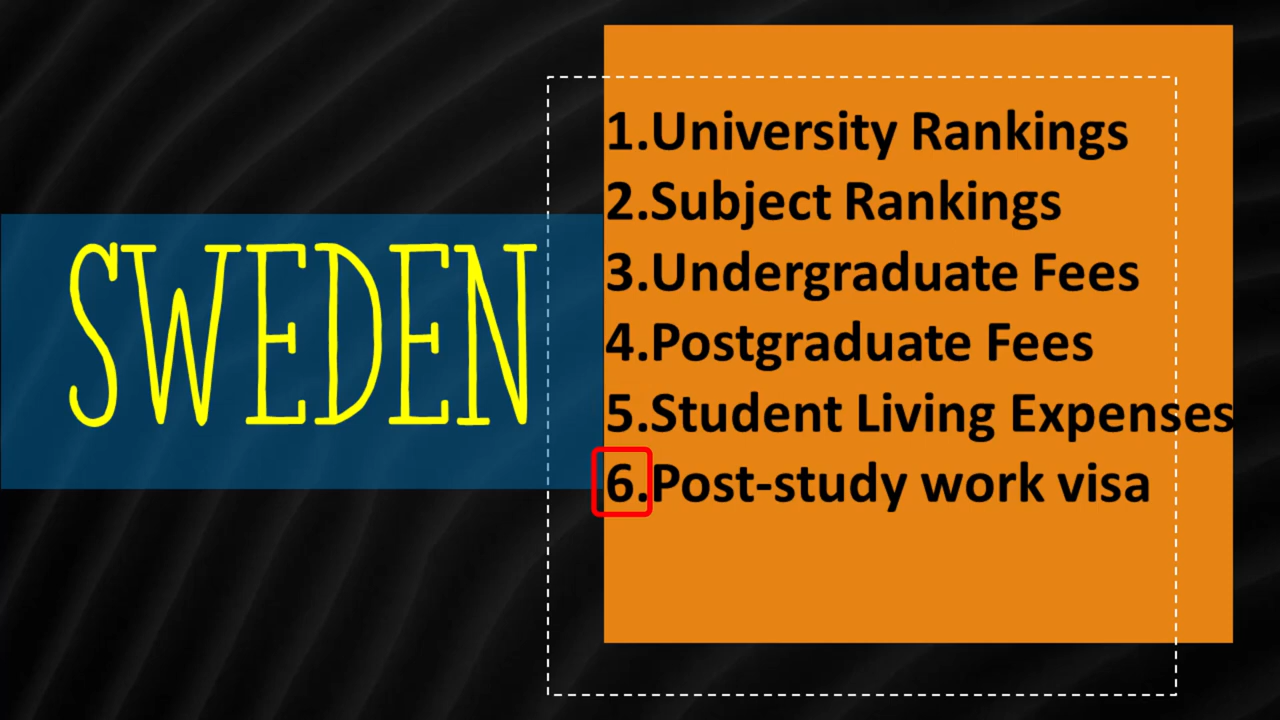 SWEDEN
1.University Rankings
2.Subject Rankings
3.Undergraduate Fees
4.Postgraduate Fees
5.Student Living Expenses
6.Post-study work visa